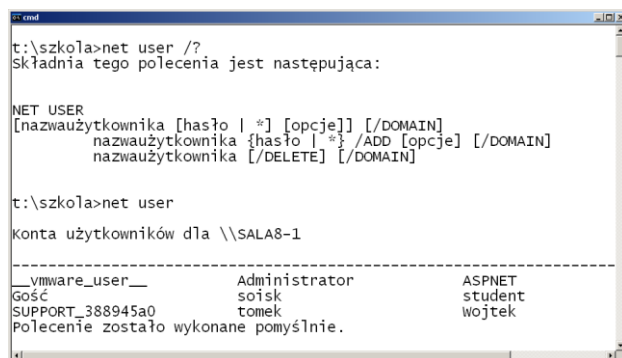 cmd
t:\szkola>net user /?
Składnia tego polecenia jest następująca:
NET USER
[nazwaużytkownika [hasło | *] [opcje]] [/DOMAIN]
nazwaużytkownika {hasło | *} /ADD [opcje] [/DOMAIN]
nazwaużytkownika [/DELETE] [/DOMAIN]
t:\szkola>net user
Konta użytkowników dla \\SALA8-1
-------------------------------------------------------------------------------
__vmware_user__ Administrator ASPNET
Gość soisk student
SUPPORT_388945a0 tomek Wojtek
Polecenie zostało wykonane pomyślnie.